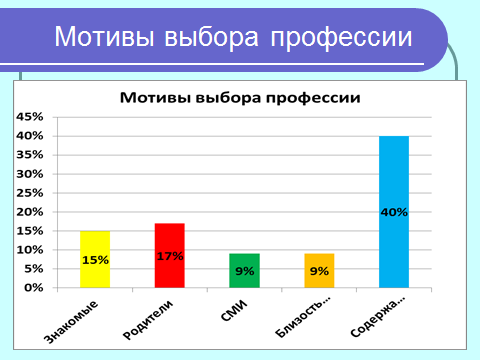 Мотивы выбора профессии
Мотивы выбора профессии
45%
40%
35%
30%
25%
20%
15%
10%
5%
0%
15%
17%
9%
9%
40%
Знакомые
Родители
СМИ
Близость...
Содержа...